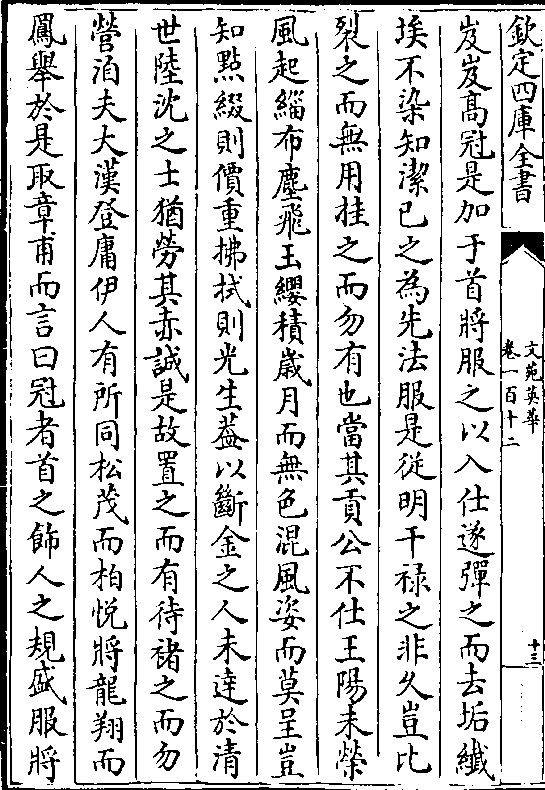 欽定四庫全書
文苑英華
卷一百十二
十三
岌岌髙冠是加于首將服之以入仕遂彈之而去垢纎
埃不染知潔已之為先法服是從明干禄之非久豈比
裂之而無用挂之而勿有也當其貢公不仕王陽未榮
風起緇布塵飛玉纓積歲月而無色混風姿而莫呈豈
知㸃綴則價重拂拭則光生葢以斷金之人未達於清
世陸沈之士猶勞其赤誠是故置之而有待褚之而勿
營洎夫大漢登庸伊人有所同松茂而柏悦將龍翔而
鳳舉於是取章甫而言曰冠者首之飾人之規盛服將